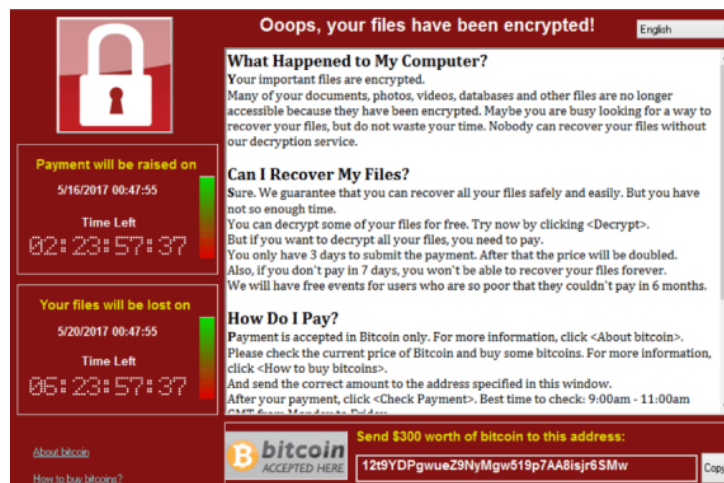 Ooops, your files have been encrypted!
English
What Happened to My Computer?
Your important files are encrypted.
Many of your documents, photos, videos, databases and other files are no longer
accessible because they have been encrypted. Maybe you are busy looking for a way to
recover your files, but do not waste your time. Nobody can recover your files without
our decryption service.
Can I Recover My Files?
Sure. We guarantee that you can recover all your files safely and easily. But you have
not so enough time.
You can decrypt some of your files for free. Try now by clicking <Decrypt>.
But if you want to decrypt all your files, you need to pay.
You only have 3 days to submit the payment. After that the price will be doubled.
Also, if you don't pay in 7 days, you won't be able to recover your files forever.
We will have free events for users who are so poor that they couldn't pay in 6 months.
How Do I Pay?
Payment is accepted in Bitcoin only. For more information, click <About bitcoin>.
Please check the current price of Bitcoin and buy some bitcoins. For more information,
click <How to buy bitcoins>.
And send the correct amount to the address specified in this window.
After your payment, click <Check Payment>. Best time to check: 9:00am - 11:00am
GMT from Monday to Friday.
Payment will be raised on
5/16/2017 00:47:55
Time Left
02:23:57:37
Your files will be lost on
5/20/2017 00:47:55
Time Left
06:23:57:37
About bitcoin
How to buy bitcoins?
bitcoin
ACCEPTED HERE
Send $300 worth of bitcoin to this address:
12t9YDPgwueZ9NyMgw519p7AA8isjr6SMw
Copy